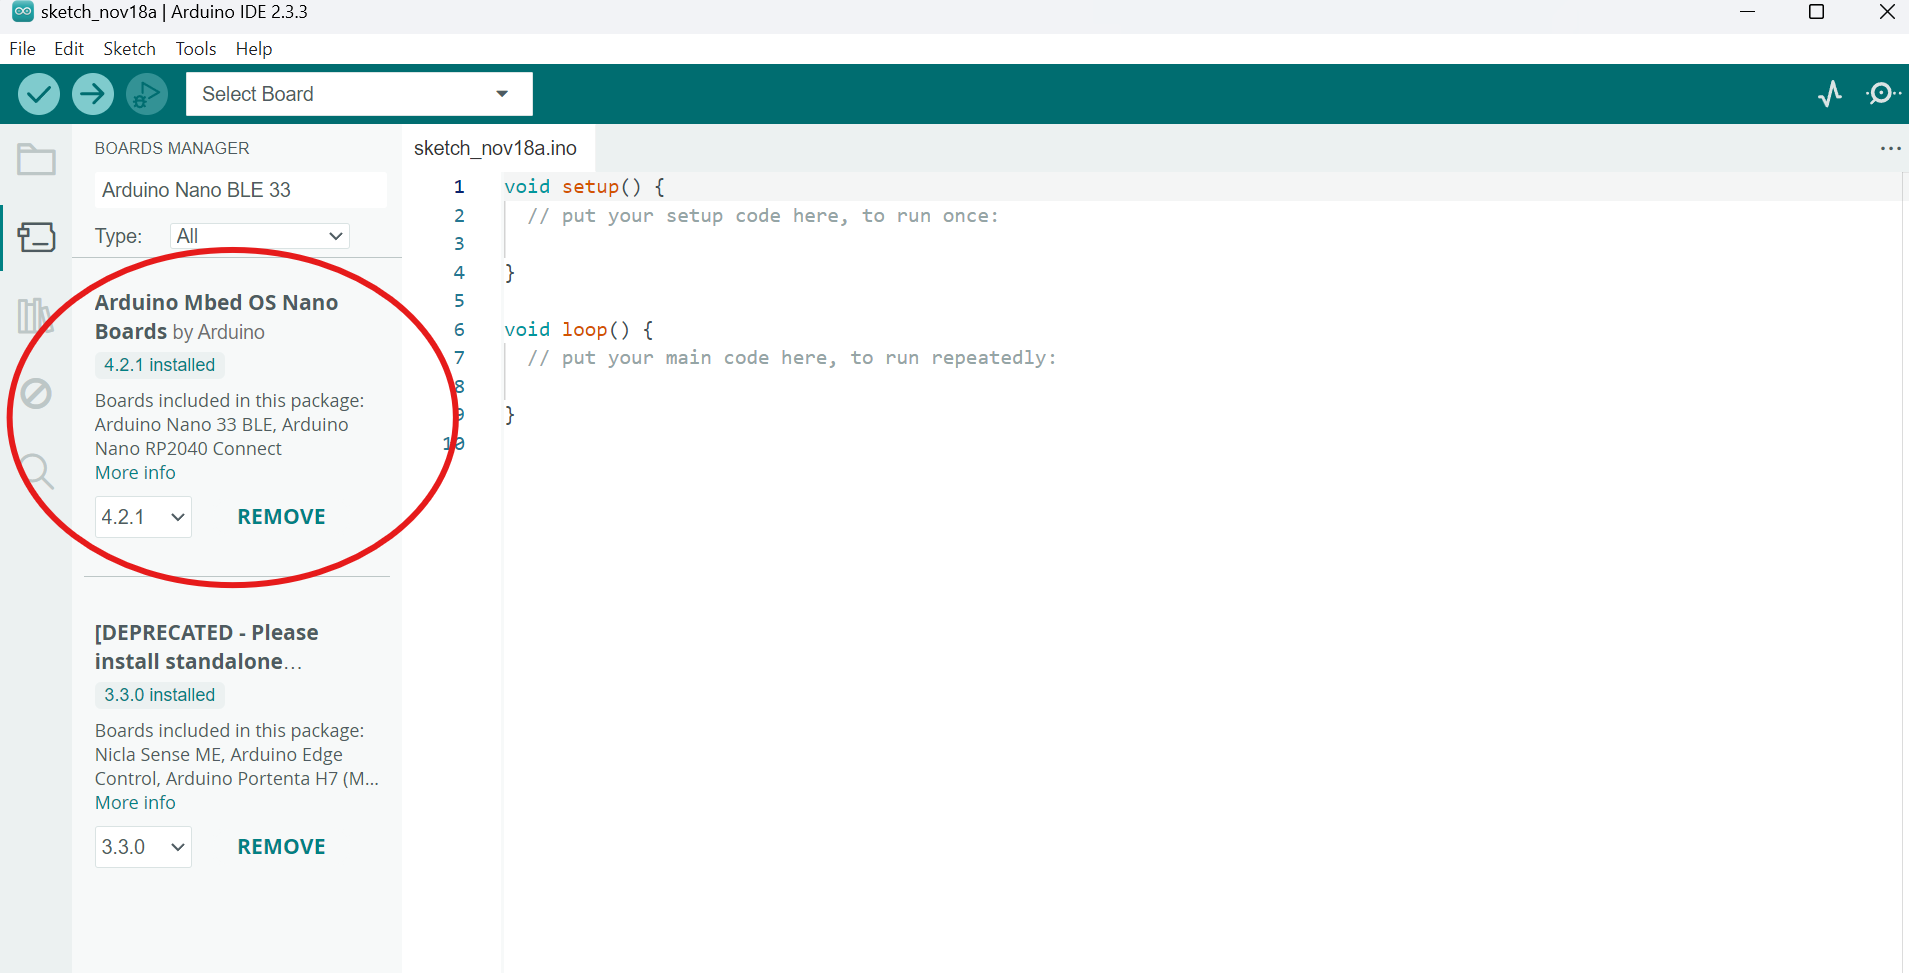 sketch_nov18a | Arduino IDE 2.3.3
File Edit Sketch Tools Help
Select Board
BOARDS MANAGER
Arduino Nano BLE 33
Type: All
Arduino Mbed OS Nano
Boards by Arduino
4.2.1 installed
Boards included in this package:
Arduino Nano 33 BLE, Arduino
Nano RP2040 Connect
More info
4.2.1 REMOVE
[DEPRECATED - Please
install standalone...
3.3.0 installed
Boards included in this package:
Nicla Sense ME, Arduino Edge
Control, Arduino Portenta H7 (M...
More info
3.3.0 REMOVE
sketch_nov18a.ino
1 void setup() {
2 // put your setup code here, to run once:
3
4 }
5
6 void loop() {
7 // put your main code here, to run repeatedly:
8
9 }
10